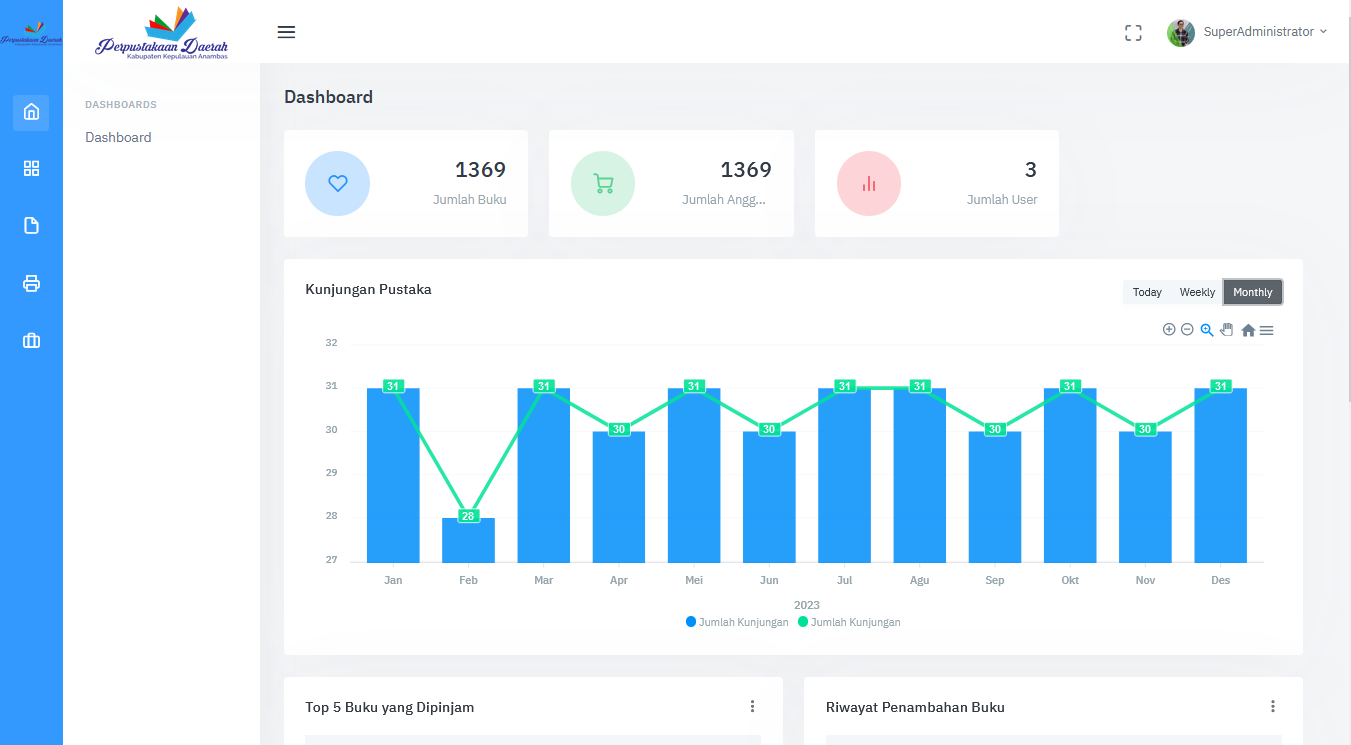 Perpustakaan Daerah
Kabupaten Kepulauan Anambas
SuperAdministrator
DASHBOARDS
Dashboard
Dashboard
1369
Jumlah Buku
1369
Jumlah Angg...
3
Jumlah User
Kunjungan Pustaka
Today Weekly Monthly
32
31
30
29
28
27
31 28 31 30 31 30 31 31 30 31 30 31
Jan Feb Mar Apr Mei Jun Jul Agu Sep Okt Nov Des
2023
Jumlah Kunjungan Jumlah Kunjungan
Top 5 Buku yang Dipinjam
Riwayat Penambahan Buku